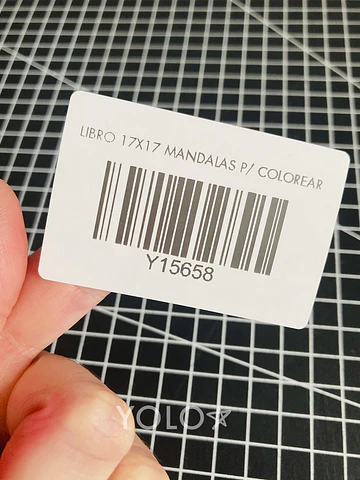 LIBRO 17X17 MANDALAS P/ COLOREAR
Y15658
YOLO